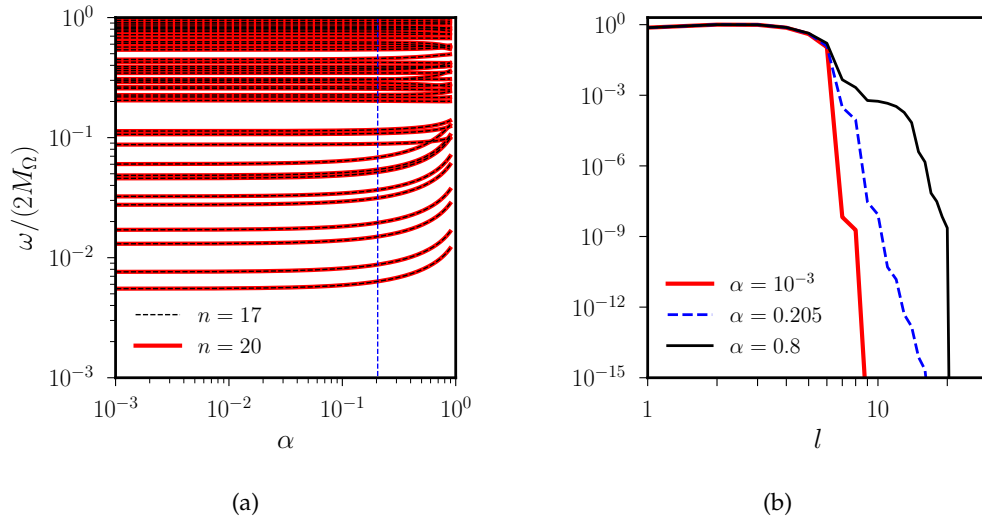 10^0
10^{-1}
10^{-2}
10^{-3}
ω/(2M_Ω)
n = 17
n = 20
10^{-3} 10^{-2} 10^{-1} 10^0
α
(a)
10^0
10^{-3}
10^{-6}
10^{-9}
10^{-12}
10^{-15}
α = 10^{-3}
α = 0.205
α = 0.8
1 10
l
(b)